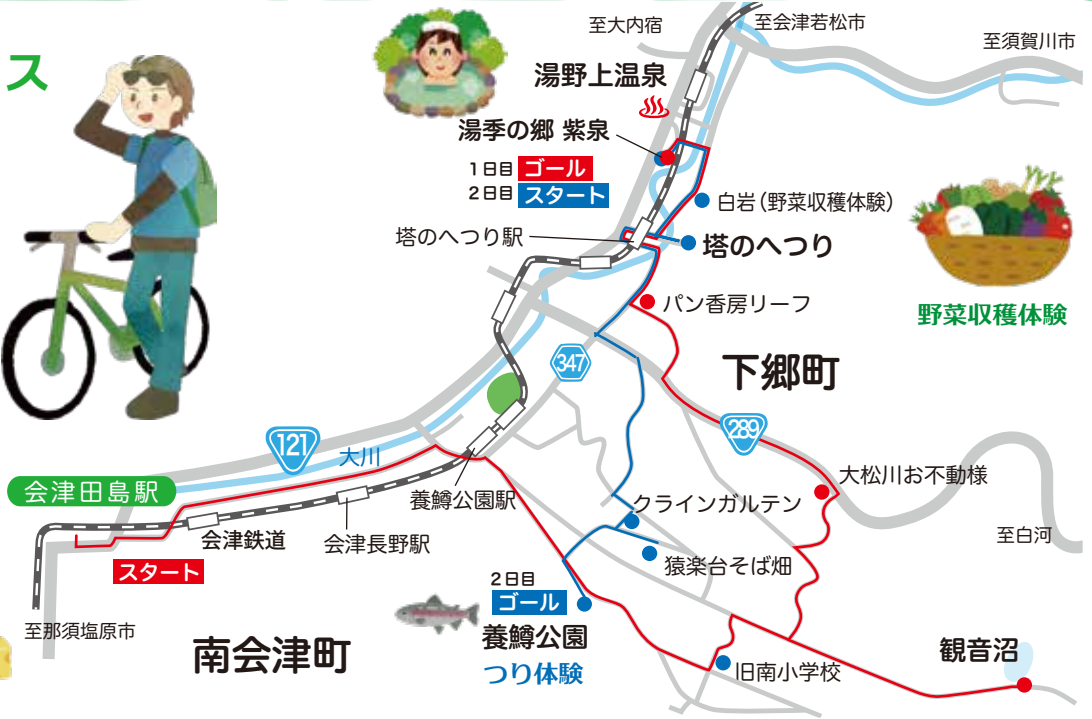 ス
至大内宿
至会津若松市
至須賀川市
湯野上温泉
湯季の郷 紫泉
1日目 ゴール
2日目 スタート
白岩(野菜収穫体験)
塔のへつり駅
塔のへつり
パン香房リーフ
野菜収穫体験
347
下郷町
289
121
大川
会津田島駅
養鱒公園駅
大松川お不動様
クラインガルテン
会津鉄道
会津長野駅
至白河
猿楽台そば畑
スタート
2日目
ゴール
養鱒公園
つり体験
至那須塩原市
南会津町
観音沼
旧南小学校